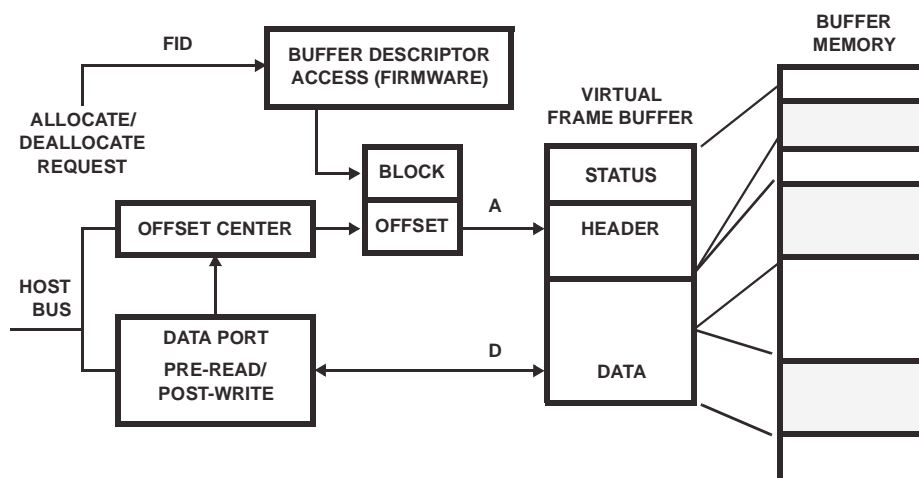 BUFFER
MEMORY
FID
BUFFER DESCRIPTOR
ACCESS (FIRMWARE)
VIRTUAL
FRAME BUFFER
ALLOCATE/
DEALLOCATE
REQUEST
BLOCK
STATUS
A
OFFSET CENTER
OFFSET
HEADER
HOST
BUS
DATA PORT
PRE-READ/
POST-WRITE
D
DATA